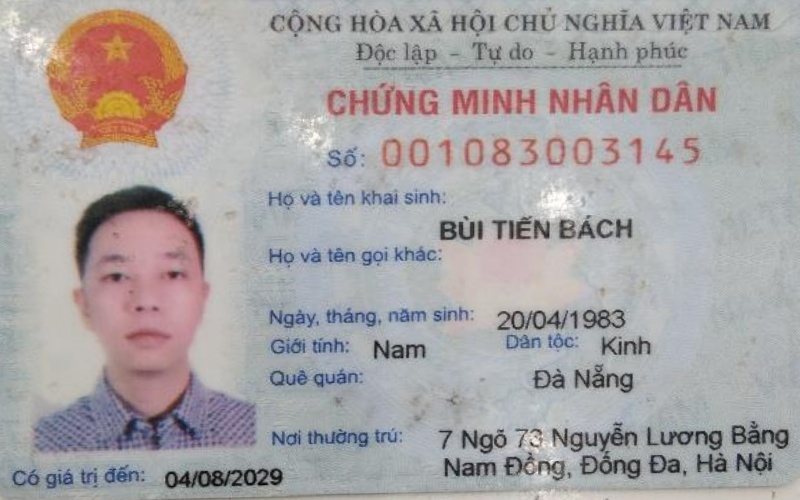 CỘNG HÒA XÃ HỘI CHỦ NGHĨA VIỆT NAM
Độc lập - Tự do - Hạnh phúc
CHỨNG MINH NHÂN DÂN
Số: 001083003145
Họ và tên khai sinh:
BÙI TIẾN BÁCH
Họ và tên gọi khác:
Ngày, tháng, năm sinh: 20/04/1983
Giới tính: Nam Dân tộc: Kinh
Quê quán: Đà Nẵng
Nơi thường trú: 7 Ngõ 73 Nguyễn Lương Bằng
Nam Đồng, Đống Đa, Hà Nội
Có giá trị đến: 04/08/2029